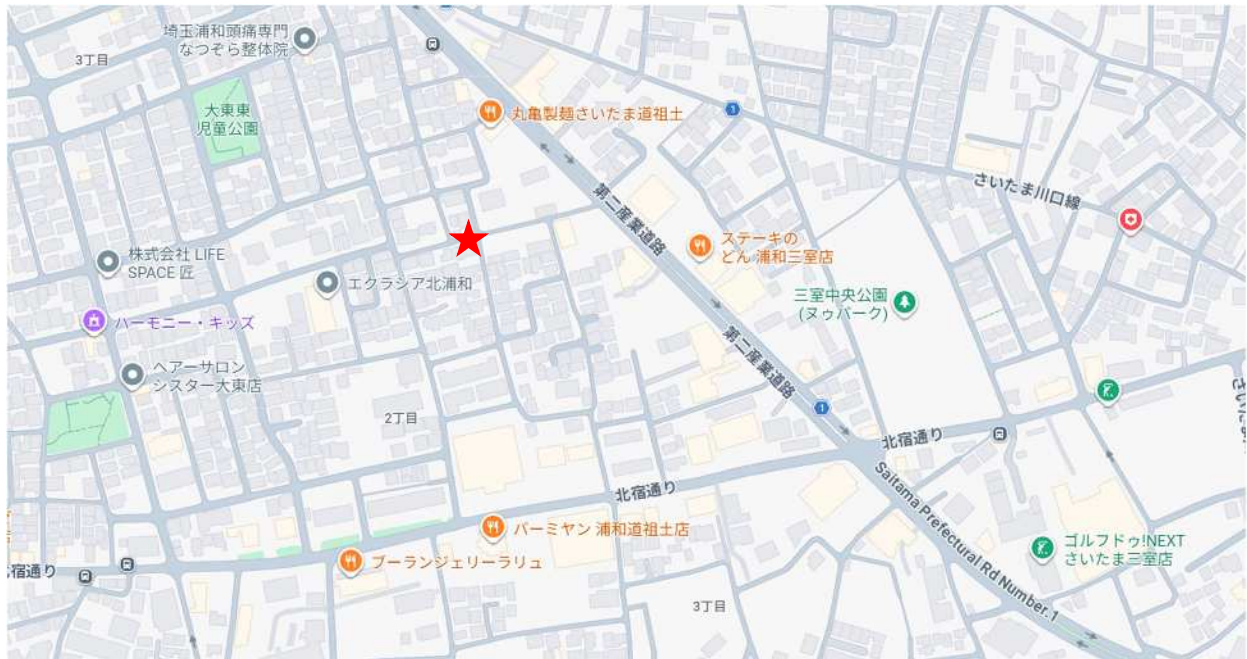 埼玉浦和頭痛専門
なつぞら整体院
3丁目
大東東
児童公園
丸亀製麺さいたま道祖土
1
さいたま川口線
第二産業道路
ステーキの
どん 浦和三室店
株式会社 LIFE
SPACE 匠
エクラシア北浦和
三室中央公園
(ヌゥパーク)
ハーモニー・キッズ
第二産業道路
ヘアーサロン
シスター大東店
1
2丁目
北宿通り
北宿通り
Saitama Prefectural Rd Number.1
バーミヤン 浦和道祖土店
ブーランジェリーラリュ
ゴルフドゥ!NEXT
さいたま三室店
宿通り
3丁目